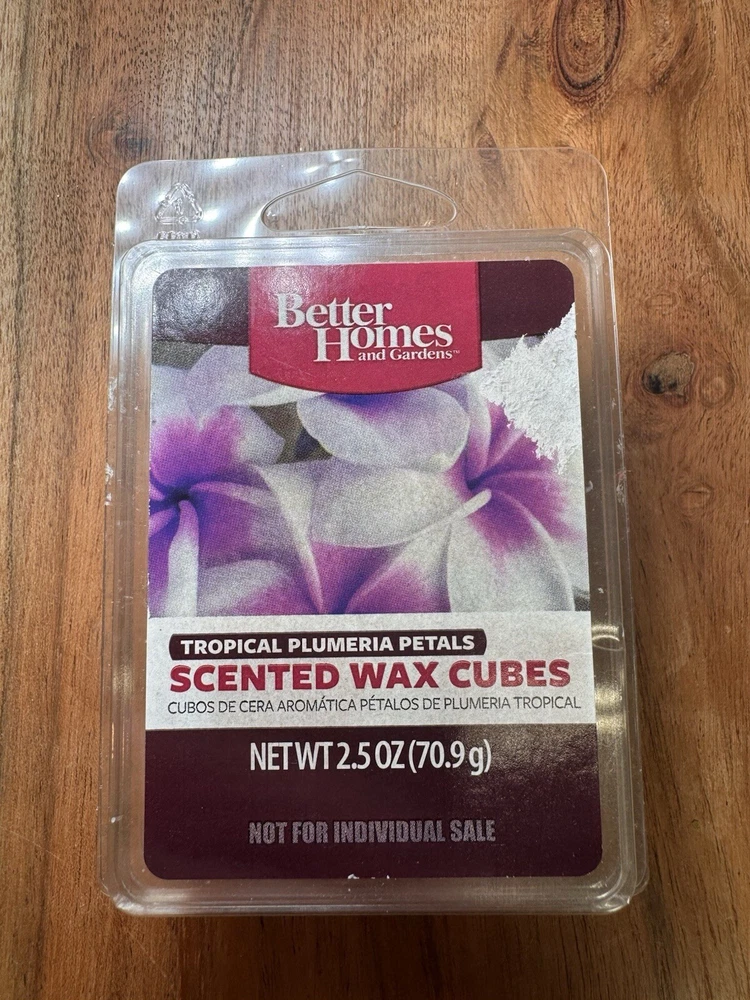 Better
Homes
and Gardens™
TROPICAL PLUMERIA PETALS
SCENTED WAX CUBES
CUBOS DE CERA AROMÁTICA PÉTALOS DE PLUMERIA TROPICAL
NET WT 2.5 OZ (70.9 g)
NOT FOR INDIVIDUAL SALE